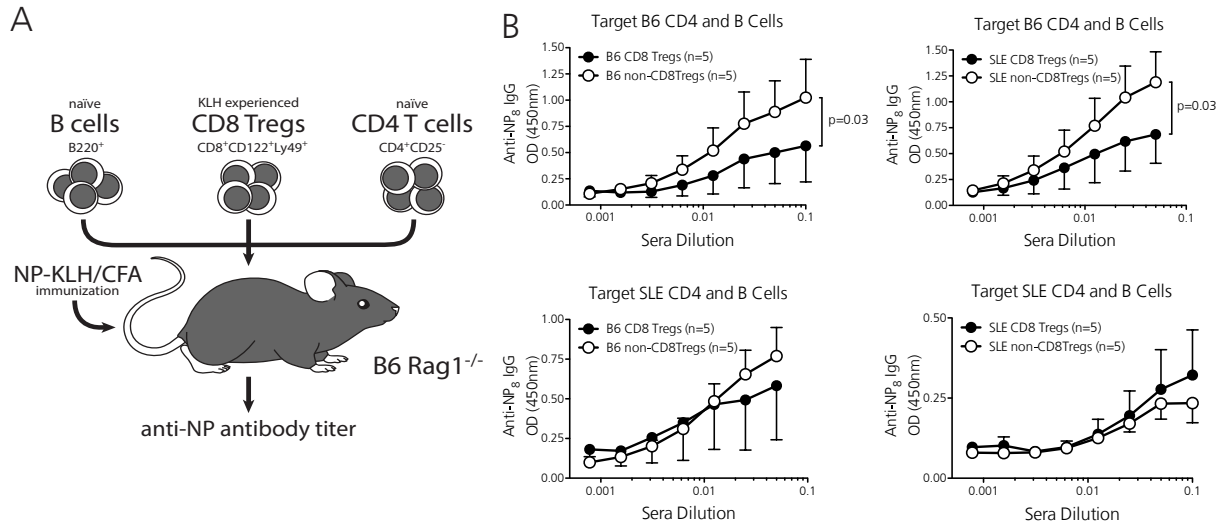 A
naïve
B cells
B220⁺
KLH experienced
CD8 Tregs
CD8⁺CD122⁺Ly49⁺
naïve
CD4 T cells
CD4⁺CD25⁻
NP-KLH/CFA
immunization
B6 Rag1⁻/⁻
anti-NP antibody titer
B
Target B6 CD4 and B Cells
B6 CD8 Tregs (n=5)
B6 non-CD8Tregs (n=5)
Anti-NP₈ IgG
OD (450nm)
1.50
1.25
1.00
0.75
0.50
0.25
0.00
0.001
0.01
0.1
Sera Dilution
p=0.03
Target B6 CD4 and B Cells
SLE CD8 Tregs (n=5)
SLE non-CD8Tregs (n=5)
Anti-NP₈ IgG
OD (450nm)
1.50
1.25
1.00
0.75
0.50
0.25
0.00
0.001
0.01
0.1
Sera Dilution
p=0.03
Target SLE CD4 and B Cells
B6 CD8 Tregs (n=5)
B6 non-CD8Tregs (n=5)
Anti-NP₈ IgG
OD (450nm)
1.00
0.75
0.50
0.25
0.00
0.001
0.01
0.1
Sera Dilution
Target SLE CD4 and B Cells
SLE CD8 Tregs (n=5)
SLE non-CD8Tregs (n=5)
Anti-NP₈ IgG
OD (450nm)
0.50
0.25
0.00
0.001
0.01
0.1
Sera Dilution